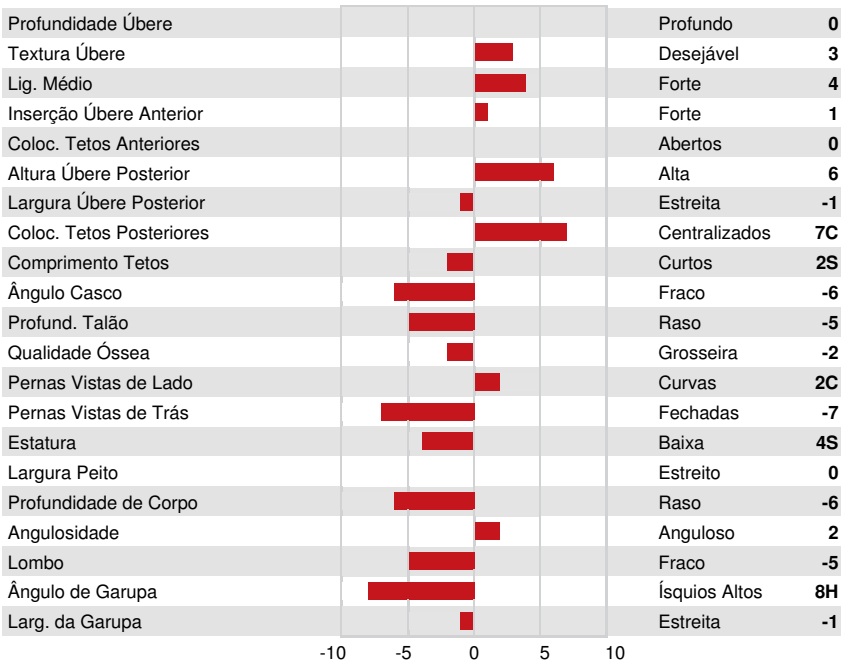 Profundidade Úbere Profundo 0
Textura Úbere Desejável 3
Lig. Médio Forte 4
Inserção Úbere Anterior Forte 1
Coloc. Tetos Anteriores Abertos 0
Altura Úbere Posterior Alta 6
Largura Úbere Posterior Estreita -1
Coloc. Tetos Posteriores Centralizados 7C
Comprimento Tetos Curtos 2S
Ângulo Casco Fraco -6
Profund. Talão Raso -5
Qualidade Óssea Grosseira -2
Pernas Vistas de Lado Curvas 2C
Pernas Vistas de Trás Fechadas -7
Estatura Baixa 4S
Largura Peito Estreito 0
Profundidade de Corpo Raso -6
Angulosidade Anguloso 2
Lombo Fraco -5
Ângulo de Garupa Ísquios Altos 8H
Larg. da Garupa Estreita -1
-10 -5 0 5 10